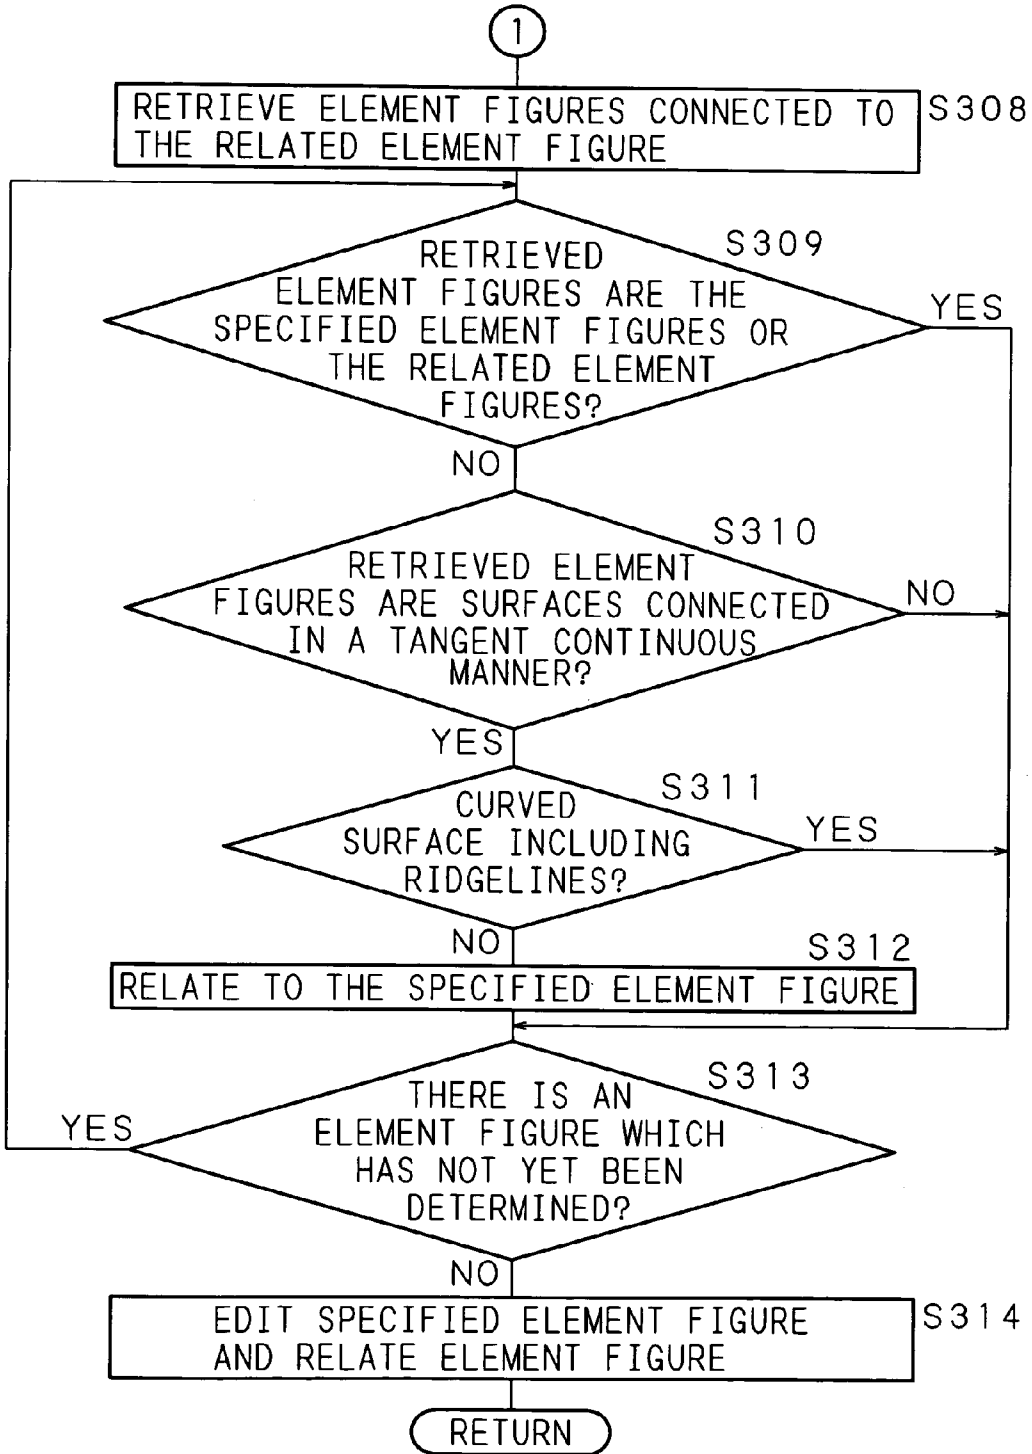 1
RETRIEVE ELEMENT FIGURES CONNECTED TO
THE RELATED ELEMENT FIGURE
S308
S309
RETRIEVED
ELEMENT FIGURES ARE THE
SPECIFIED ELEMENT FIGURES OR
THE RELATED ELEMENT
FIGURES?
YES
NO
S310
RETRIEVED ELEMENT
FIGURES ARE SURFACES CONNECTED
IN A TANGENT CONTINUOUS
MANNER?
NO
YES
S311
CURVED
SURFACE INCLUDING
RIDGELINES?
YES
NO
S312
RELATE TO THE SPECIFIED ELEMENT FIGURE
S313
THERE IS AN
ELEMENT FIGURE WHICH
HAS NOT YET BEEN
DETERMINED?
YES
NO
EDIT SPECIFIED ELEMENT FIGURE
AND RELATE ELEMENT FIGURE
S314
RETURN